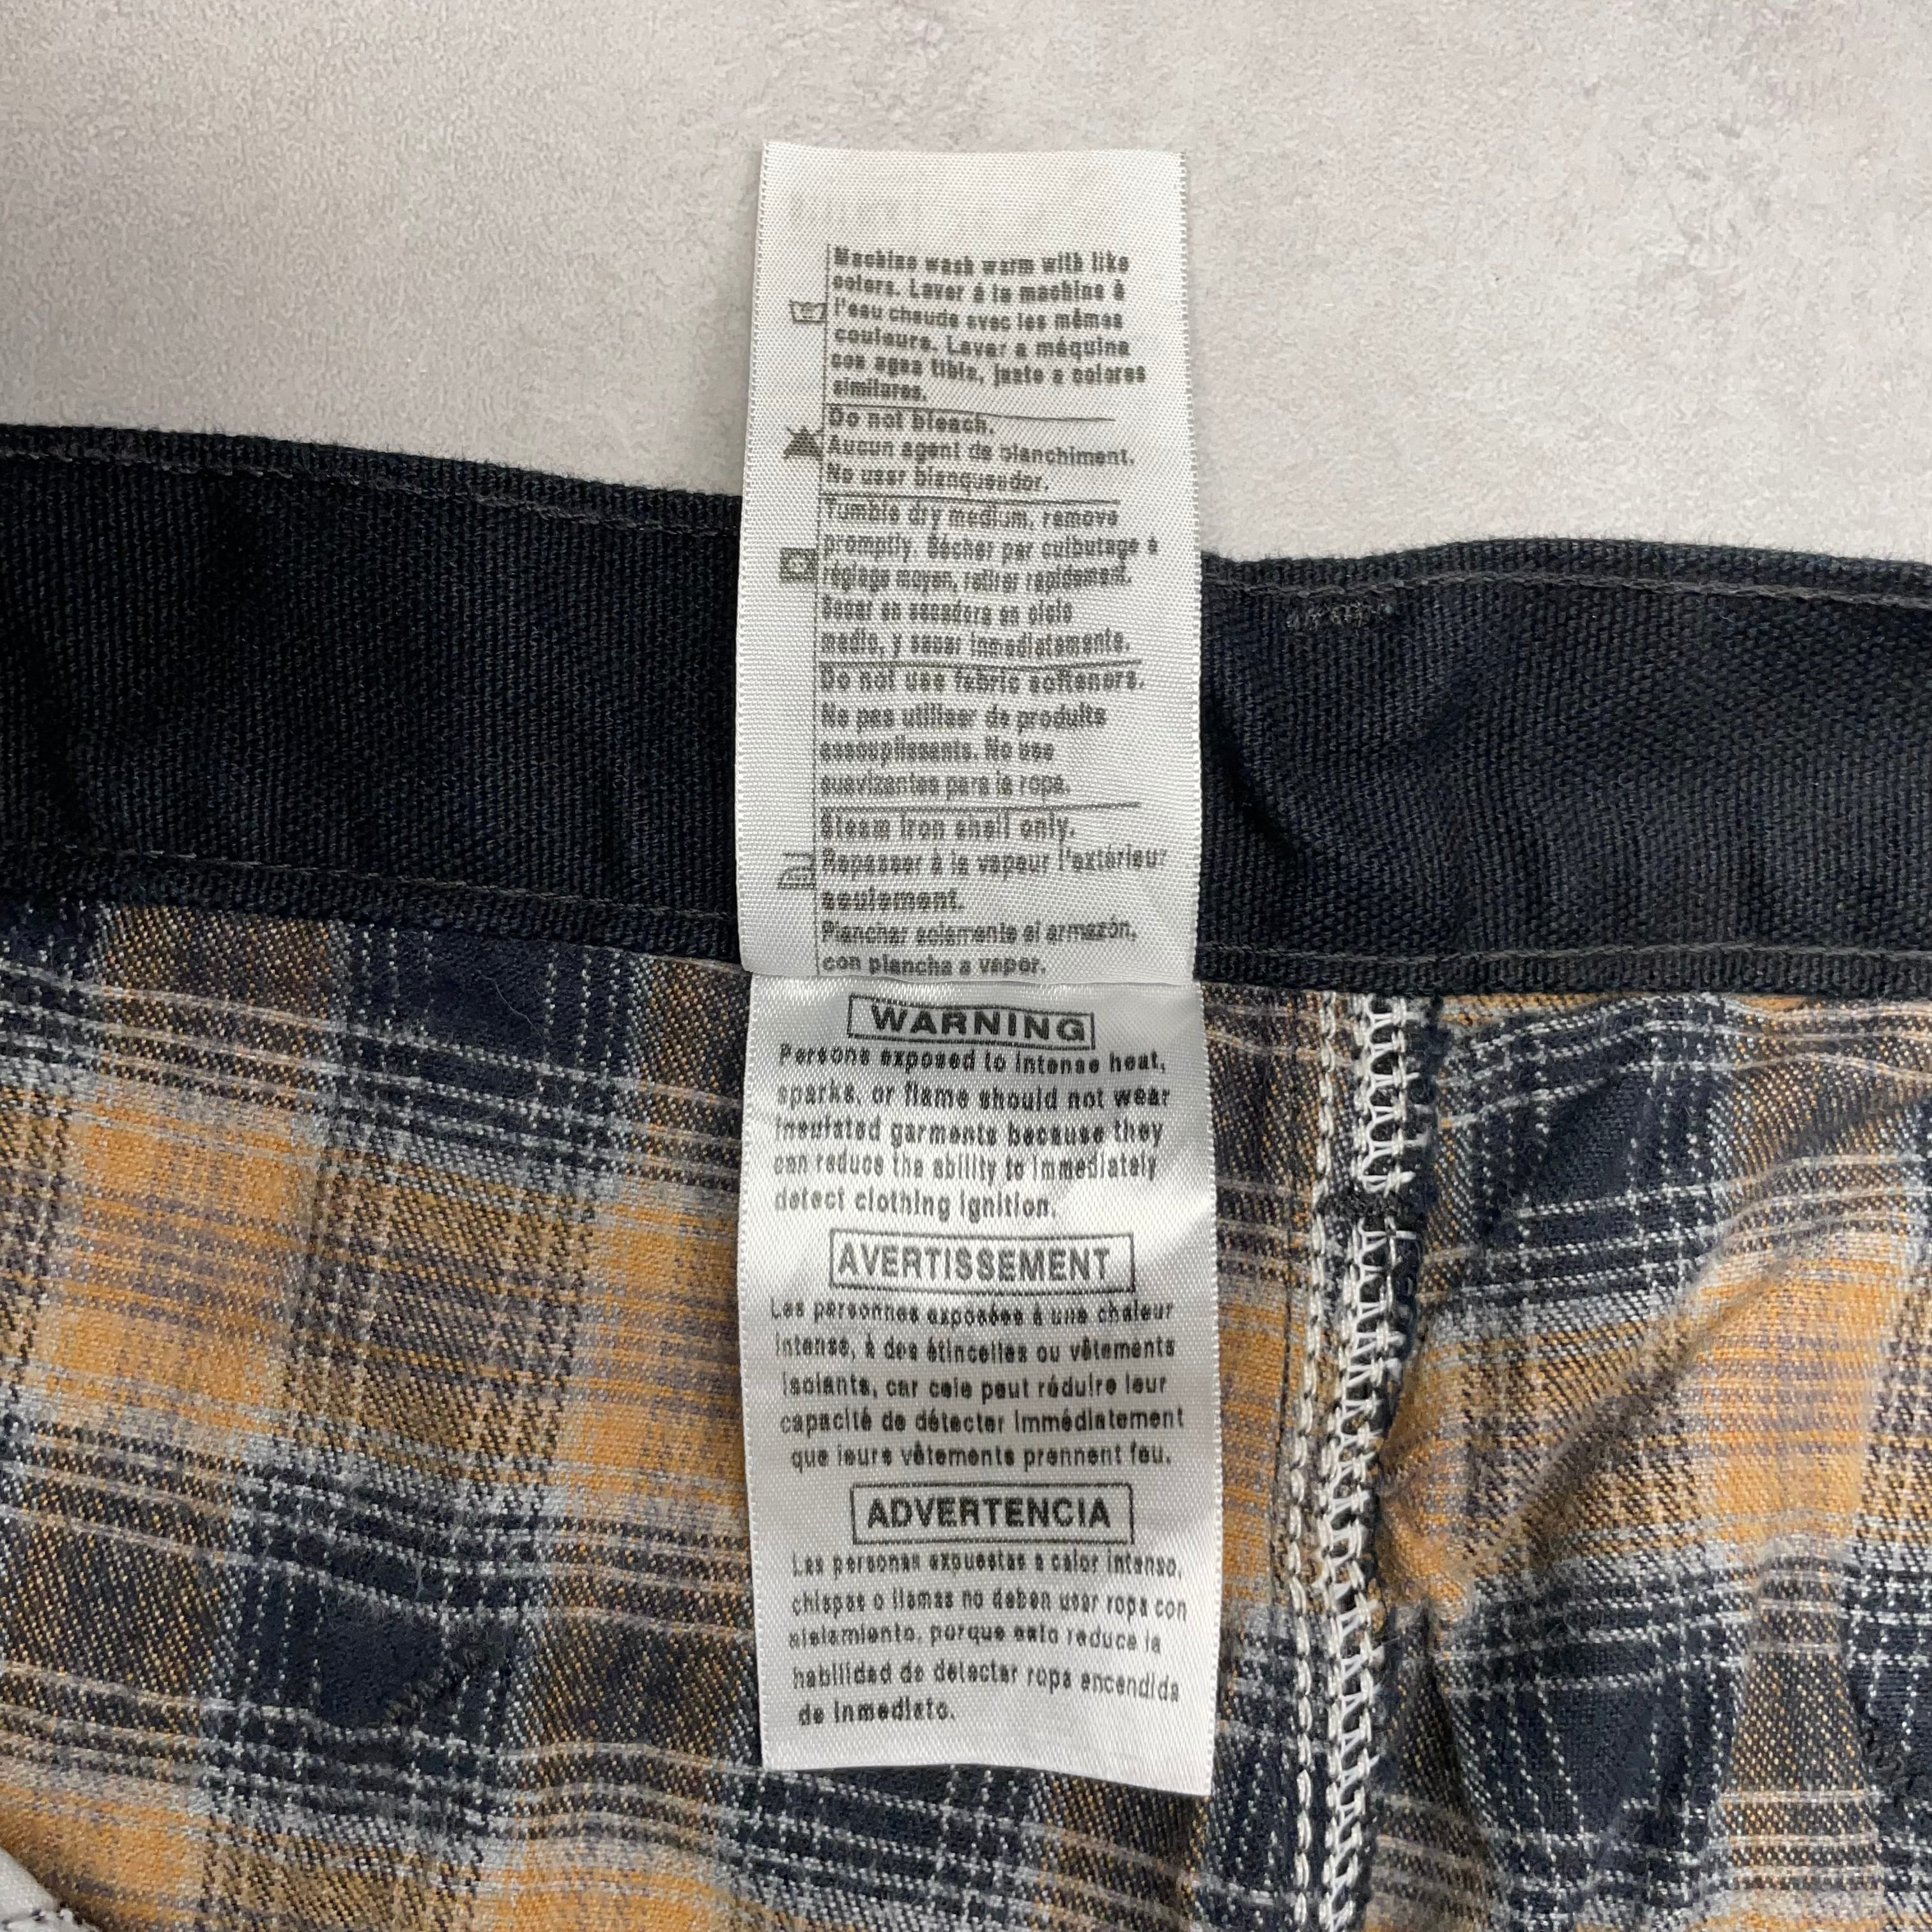 Machine wash warm with like
colors. Laver à la machine à
l'eau chaude avec les mêmes
couleurs. Lavar a máquina
con agua tibia, junto a colores
similares.
Do not bleach.
Aucun agent de blanchiment.
No usar blanqueador.
Tumble dry medium, remove
promptly. Sécher par culbutage à
réglage moyen, retirer rapidement.
Secar en secadora en ciclo
medio, y sacar inmediatamente.
Do not use fabric softeners.
Ne pas utiliser de produits
assouplissants. No use
suavizantes para la ropa.
Steam iron shell only.
Repasser à la vapeur l'extérieur
seulement.
Planchar solamente el armazón,
con plancha a vapor.
WARNING
Persons exposed to intense heat,
sparks, or flame should not wear
insulated garments because they
can reduce the ability to immediately
detect clothing ignition.
AVERTISSEMENT
Les personnes exposées à une chaleur
intense, à des étincelles ou vêtements
isolants, car cela peut réduire leur
capacité de détecter immédiatement
que leurs vêtements prennent feu.
ADVERTENCIA
Las personas expuestas a calor intenso,
chispas o llamas no deben usar ropa con
aislamiento, porque esto reduce la
habilidad de detectar ropa encendida
de inmediato.